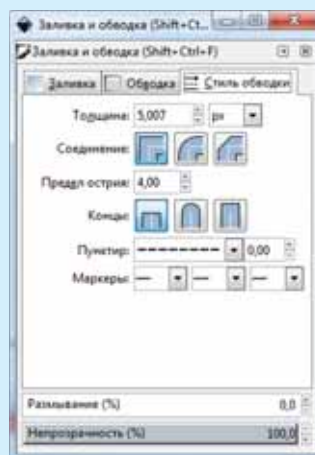 Заливка и обводка (Shift+Ct...
Заливка и обводка (Shift+Ctrl+F)
Заливка Обводка Стиль обводки
Толщина: 5,007 px
Соединение:
Предел острия: 4,00
Концы:
Пунктир: 0,00
Маркеры:
Размывание (%) 0,0
Непрозрачность (%) 100,0